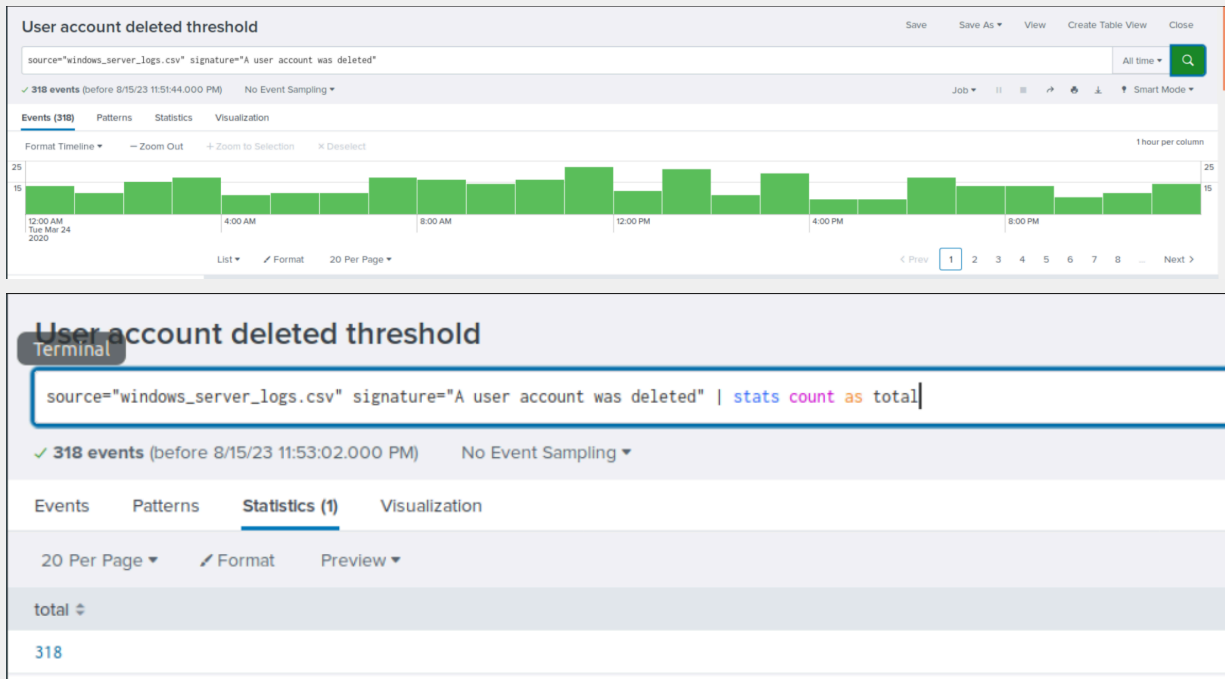 User account deleted threshold
Save Save As View Create Table View Close
source="windows_server_logs.csv" signature="A user account was deleted"
All time
318 events (before 8/15/23 11:51:44.000 PM) No Event Sampling
Job Smart Mode
Events (318) Patterns Statistics Visualization
Format Timeline — Zoom Out + Zoom to Selection × Deselect
1 hour per column
25 25
15 15
12:00 AM 4:00 AM 8:00 AM 12:00 PM 4:00 PM 8:00 PM
Tue Mar 24
2020
List Format 20 Per Page
< Prev 1 2 3 4 5 6 7 8 ... Next >
User account deleted threshold
Terminal
source="windows_server_logs.csv" signature="A user account was deleted" | stats count as total
318 events (before 8/15/23 11:53:02.000 PM) No Event Sampling
Events Patterns Statistics (1) Visualization
20 Per Page Format Preview
total
318